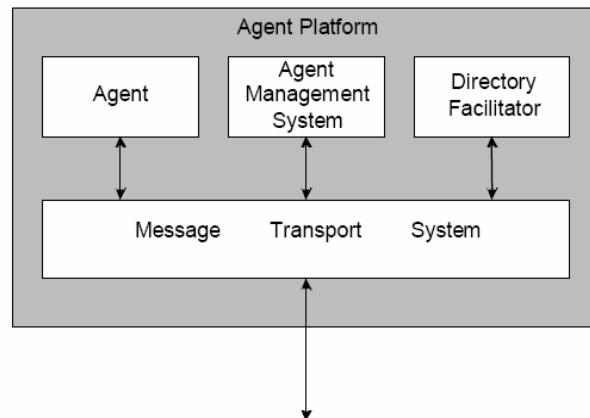 Agent Platform
Agent
Agent
Management
System
Directory
Facilitator
Message Transport System